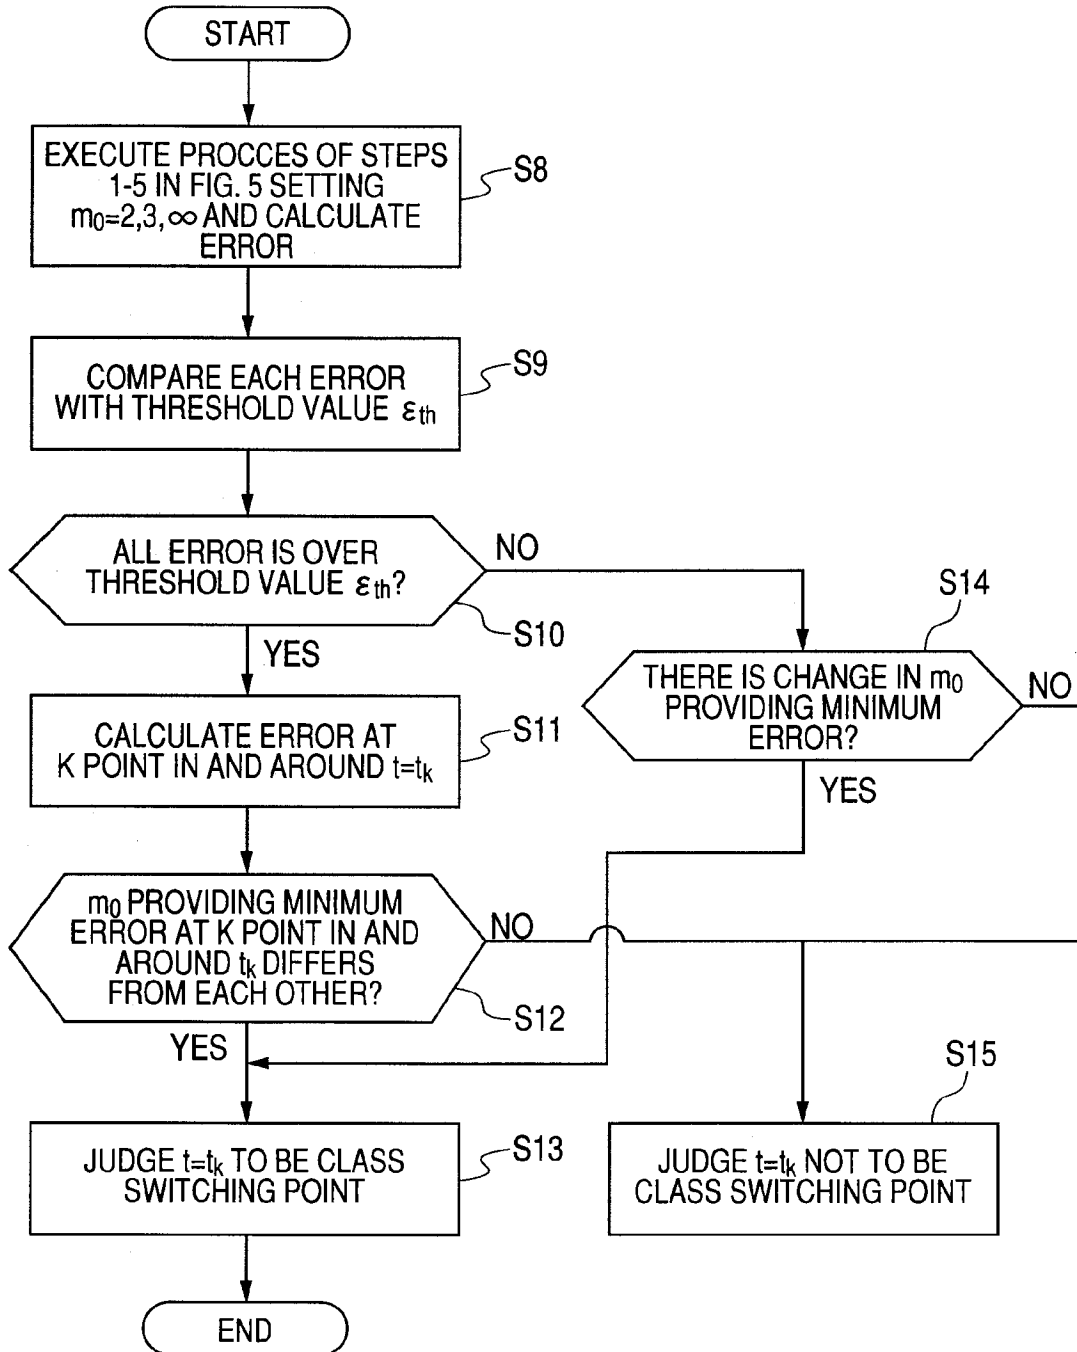 START
EXECUTE PROCCES OF STEPS
1-5 IN FIG. 5 SETTING
m₀=2,3,∞ AND CALCULATE
ERROR
S8
COMPARE EACH ERROR
WITH THRESHOLD VALUE εth
S9
ALL ERROR IS OVER
THRESHOLD VALUE εth?
NO
S10
YES
S14
THERE IS CHANGE IN m₀
PROVIDING MINIMUM
ERROR?
NO
YES
CALCULATE ERROR AT
K POINT IN AND AROUND t=tk
S11
m₀ PROVIDING MINIMUM
ERROR AT K POINT IN AND
AROUND tk DIFFERS
FROM EACH OTHER?
NO
S12
YES
JUDGE t=tk TO BE CLASS
SWITCHING POINT
S13
S15
JUDGE t=tk NOT TO BE
CLASS SWITCHING POINT
END